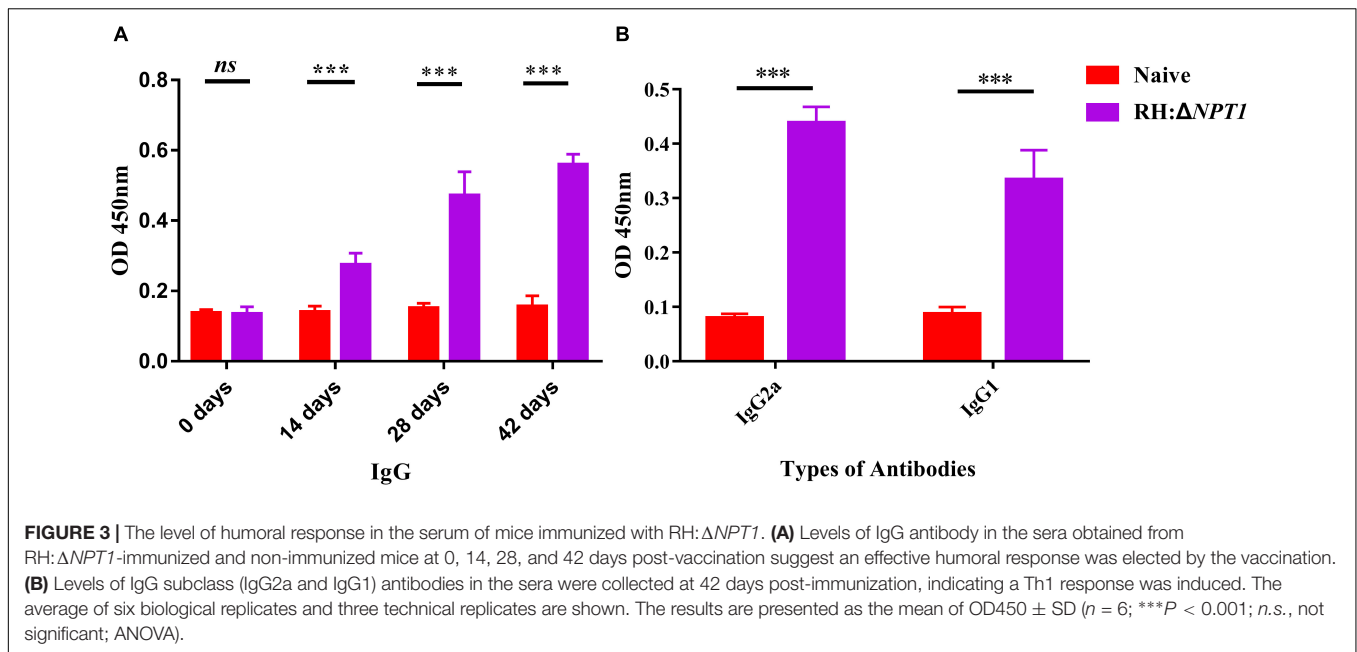 A
B
ns
***
***
***
0.8
0.6
0.4
0.2
0.0
OD 450nm
0 days
14 days
28 days
42 days
IgG
***
***
0.5
0.4
0.3
0.2
0.1
0.0
OD 450nm
IgG2a
IgG1
Types of Antibodies
Naive
RH:ΔNPT1
FIGURE 3 | The level of humoral response in the serum of mice immunized with RH:ΔNPT1. (A) Levels of IgG antibody in the sera obtained from
RH:ΔNPT1-immunized and non-immunized mice at 0, 14, 28, and 42 days post-vaccination suggest an effective humoral response was elected by the vaccination.
(B) Levels of IgG subclass (IgG2a and IgG1) antibodies in the sera were collected at 42 days post-immunization, indicating a Th1 response was induced. The
average of six biological replicates and three technical replicates are shown. The results are presented as the mean of OD450 ± SD (n = 6; ***P < 0.001; n.s., not
significant; ANOVA).